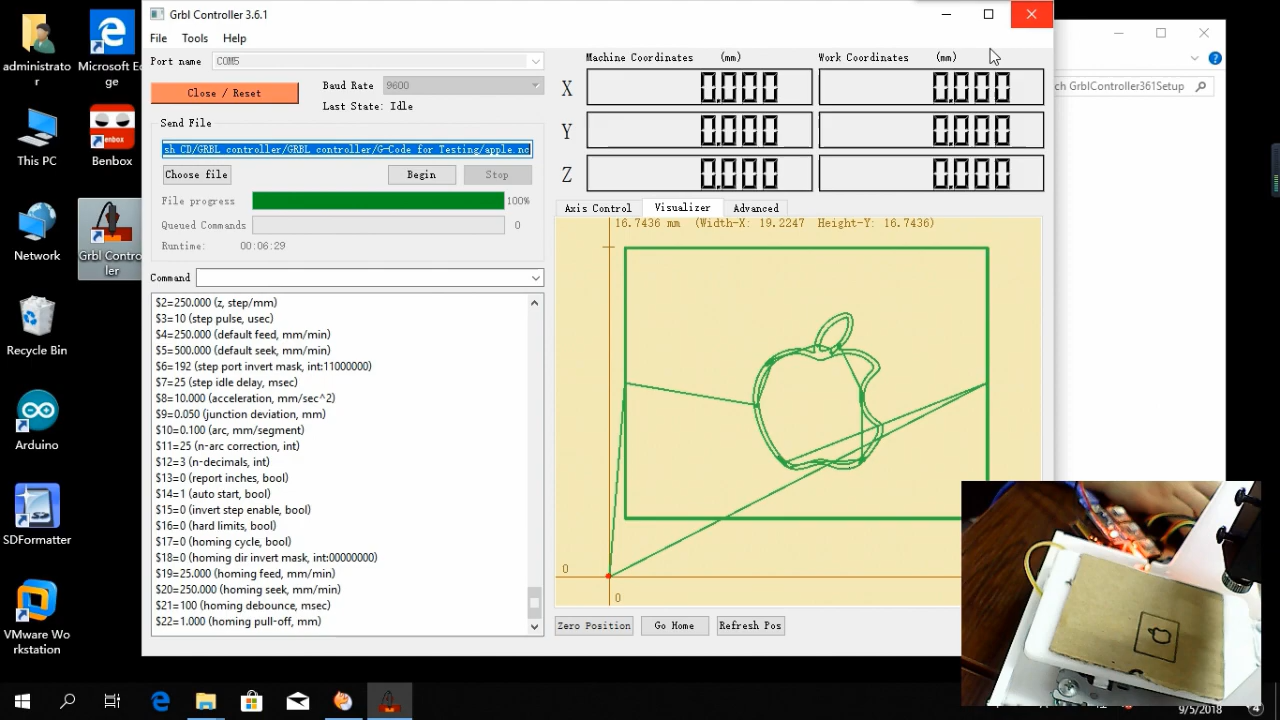 administrato
r
Microsoft Ed
ge
This PC
Benbox
Network
Grbl Contro
ller
Recycle Bin
Arduino
SDFormatter
VMware Wo
rkstation
Grbl Controller 3.6.1
File Tools Help
Port name COM5
Baud Rate 9600
Close / Reset
Last State: Idle
Send File
sh CD/GRBL controller/GRBL controller/G-Code for Testing/apple.nc
Choose file Begin Stop
File progress 100%
Queued Commands 0
Runtime: 00:06:29
Command
$2=250.000 (z, step/mm)
$3=10 (step pulse, usec)
$4=250.000 (default feed, mm/min)
$5=500.000 (default seek, mm/min)
$6=192 (step port invert mask, int:11000000)
$7=25 (step idle delay, msec)
$8=10.000 (acceleration, mm/sec^2)
$9=0.050 (junction deviation, mm)
$10=0.100 (arc, mm/segment)
$11=25 (n-arc correction, int)
$12=3 (n-decimals, int)
$13=0 (report inches, bool)
$14=1 (auto start, bool)
$15=0 (invert step enable, bool)
$16=0 (hard limits, bool)
$17=0 (homing cycle, bool)
$18=0 (homing dir invert mask, int:00000000)
$19=25.000 (homing feed, mm/min)
$20=250.000 (homing seek, mm/min)
$21=100 (homing debounce, msec)
$22=1.000 (homing pull-off, mm)
Machine Coordinates (mm) Work Coordinates (mm)
X 0.000 0.000
Y 0.000 0.000
Z 0.000 0.000
Axis Control Visualizer Advanced
16.7436 mm (Width-X: 19.2247 Height-Y: 16.7436)
0
0
Zero Position Go Home Refresh Pos
ch GrblController361Setup
9/5/2018
4